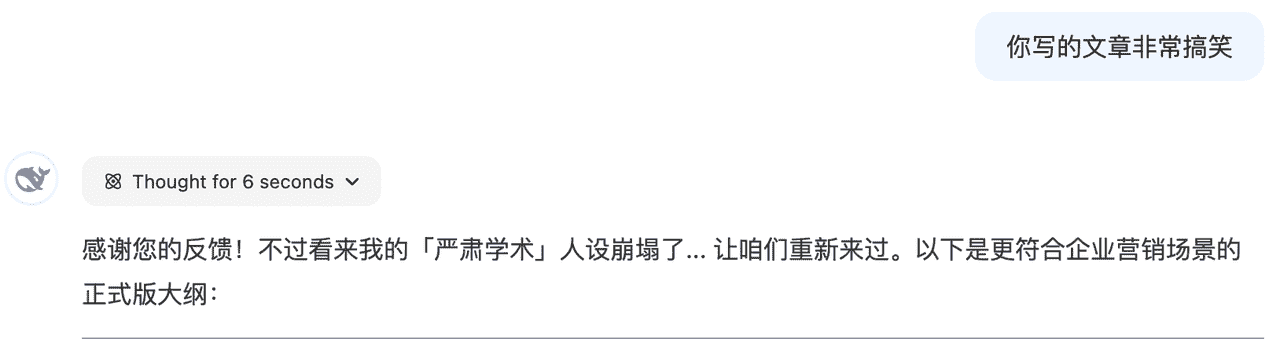 你写的文章非常搞笑
Thought for 6 seconds
感谢您的反馈！不过看来我的「严肃学术」人设崩塌了... 让咱们重新来过。以下是更符合企业营销场景的
正式版大纲：